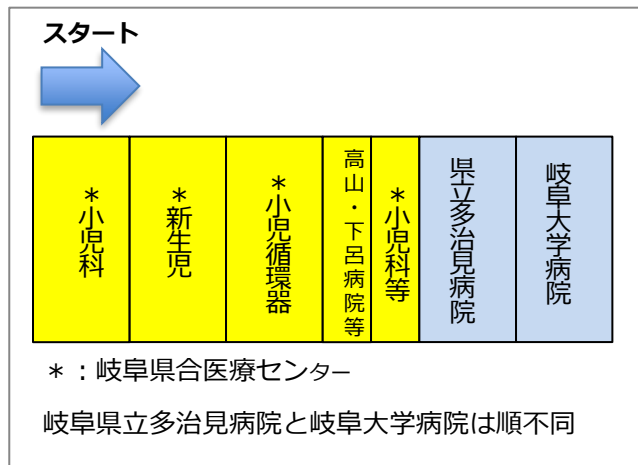 スタート
*小児科
*新生児
*小児循環器
高山・下呂病院等
*小児科等
県立多治見病院
岐阜大学病院
*：岐阜県合医療センター
岐阜県立多治見病院と岐阜大学病院は順不同